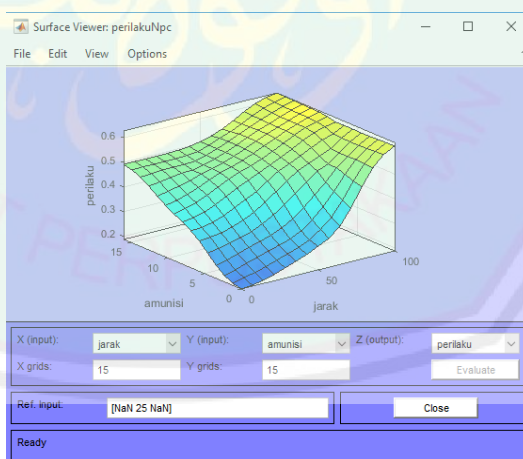 Surface Viewer: perilakuNpc
File Edit View Options
0.6
0.5
0.4
0.3
0.2
perilaku
15
10
5
0
amunisi
0
50
100
jarak
X (input): jarak Y (input): amunisi Z (output): perilaku
X grids: 15 Y grids: 15 Evaluate
Ref. input: [NaN 25 NaN] Close
Ready